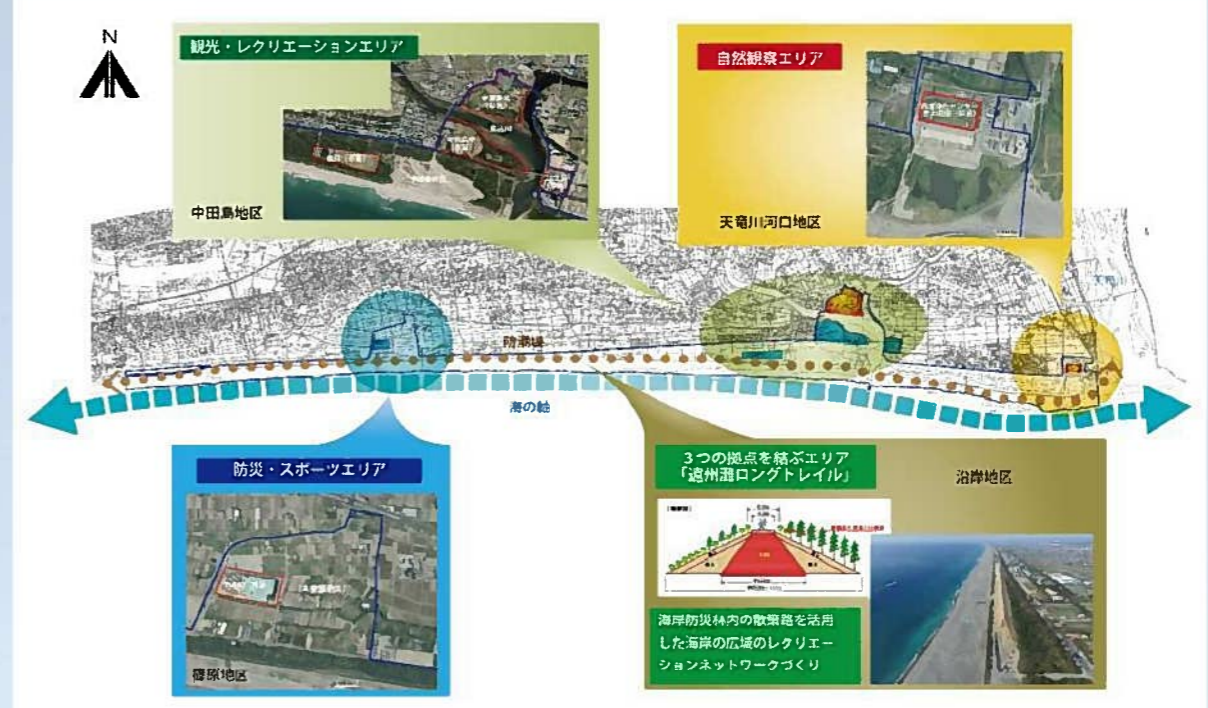 N
観光・レクリエーションエリア
中田島地区
自然観察エリア
天竜川河口地区
防潮堤
海の軸
防災・スポーツエリア
篠原地区
3つの拠点を結ぶエリア
「遠州灘ロングトレイル」
沿岸地区
海岸防災林内の散策路を活用
した海岸の広域のレクリエー
ションネットワークづくり